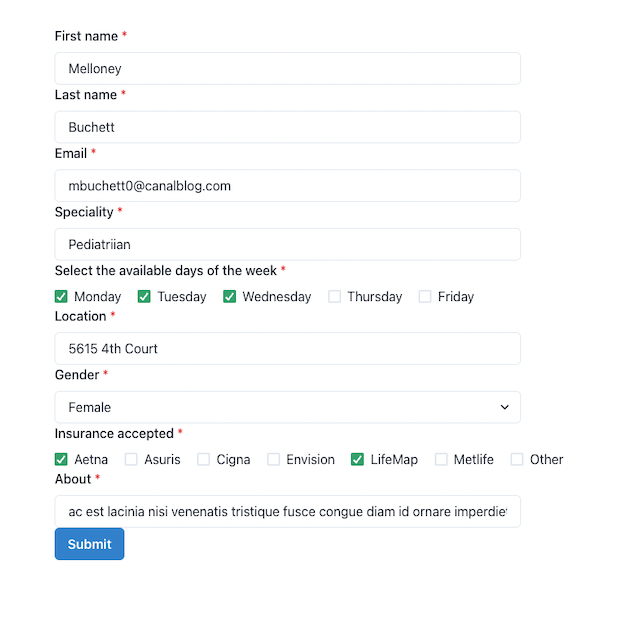 First name *
Melloney
Last name *
Buchett
Email *
mbuchett0@canalblog.com
Speciality *
Pediatriian
Select the available days of the week *
Monday Tuesday Wednesday Thursday Friday
Location *
5615 4th Court
Gender *
Female
Insurance accepted *
Aetna Asuris Cigna Envision LifeMap Metlife Other
About *
ac est lacinia nisi venenatis tristique fusce congue diam id ornare imperdiet
Submit